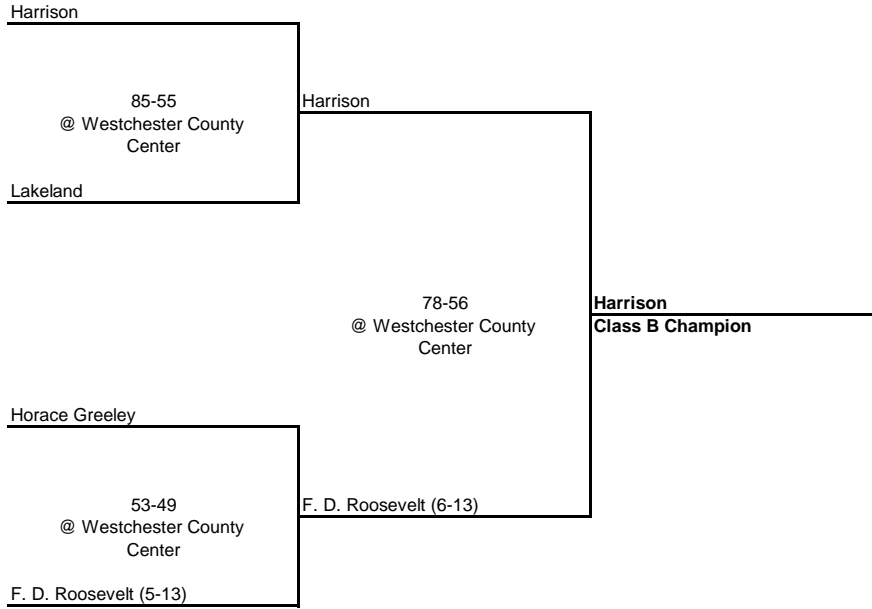 Harrison
85-55
@ Westchester County
Center
Harrison
Lakeland
78-56
@ Westchester County
Center
Harrison
Class B Champion
Horace Greeley
53-49
@ Westchester County
Center
F. D. Roosevelt (6-13)
F. D. Roosevelt (5-13)